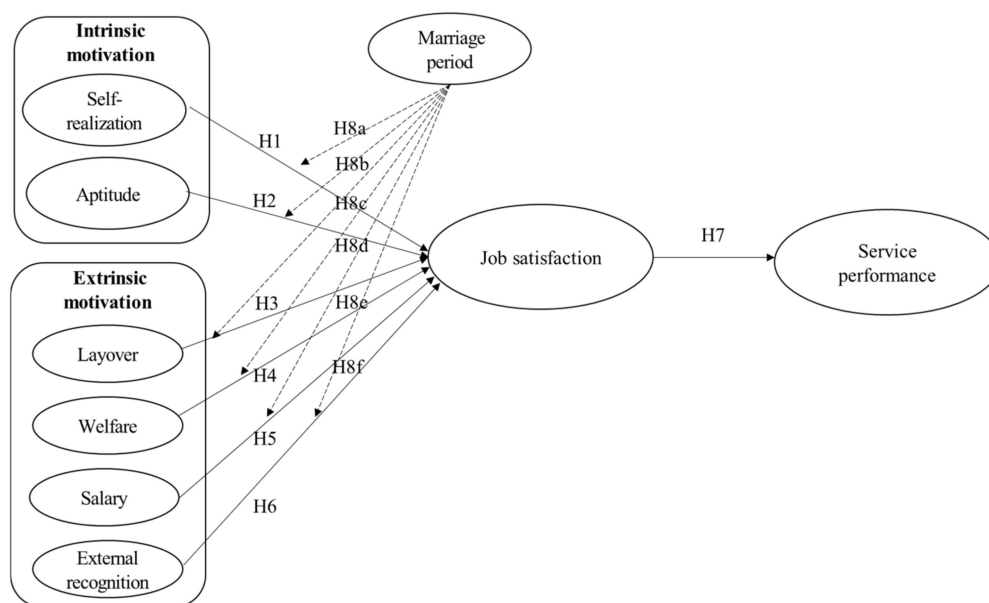 Intrinsic
motivation
Self-
realization
Aptitude
Extrinsic
motivation
Layover
Welfare
Salary
External
recognition
Marriage
period
H8a
H8b
H8c
H8d
H8e
H8f
H1
H2
H3
H4
H5
H6
Job satisfaction
H7
Service
performance